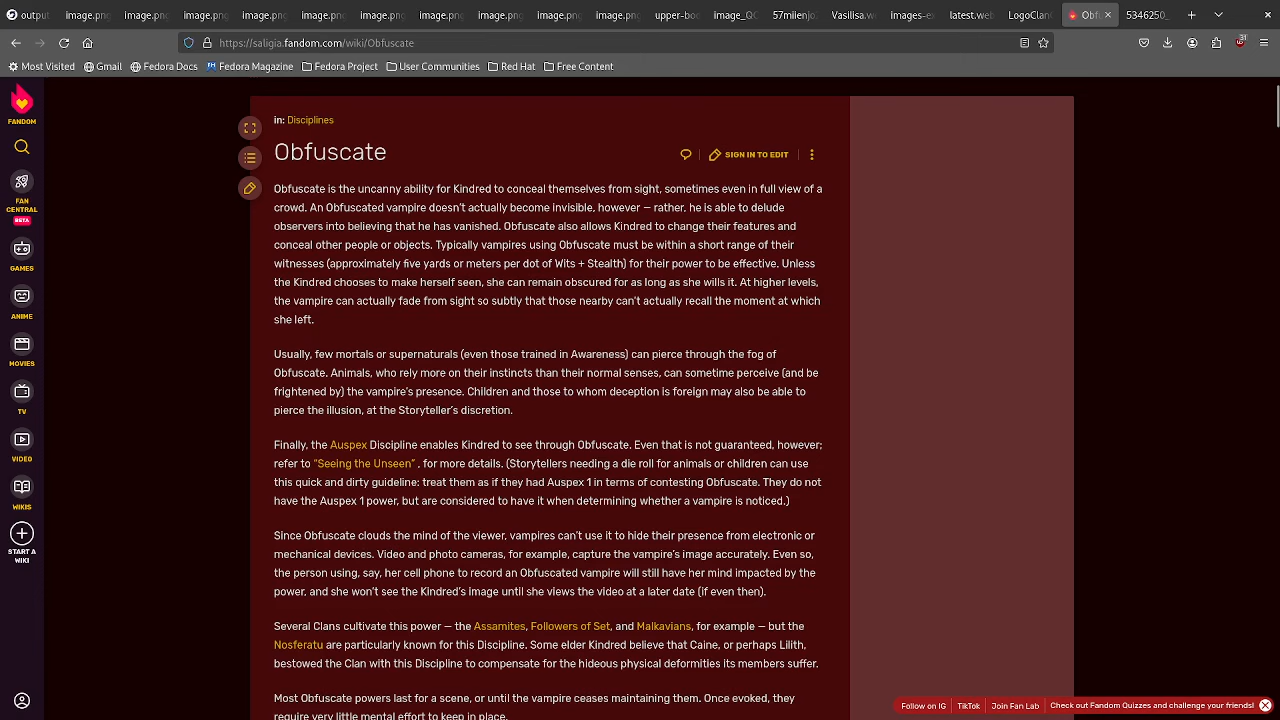 output
image.png
image.png
image.png
image.png
Kindred.png
Kindred.png
image.png
image.png
upper-boo
image_QC
57milenjo
Vasilisa.w
images-ex
latest.web
LogoClan
Obfu
5346250_
https://saligia.fandom.com/wiki/Obfuscate
Most Visited
Gmail
Fedora Docs
Fedora Magazine
Fedora Project
User Communities
Red Hat
Free Content
FANDOM
FAN
CENTRAL
BETA
GAMES
ANIME
MOVIES
TV
VIDEO
WIKIS
START A
WIKI
in: Disciplines
Obfuscate
SIGN IN TO EDIT
Obfuscate is the uncanny ability for Kindred to conceal themselves from sight, sometimes even in full view of a
crowd. An Obfuscated vampire doesn't actually become invisible, however — rather, he is able to delude
observers into believing that he has vanished. Obfuscate also allows Kindred to change their features and
conceal other people or objects. Typically vampires using Obfuscate must be within a short range of their
witnesses (approximately five yards or meters per dot of Wits + Stealth) for their power to be effective. Unless
the Kindred chooses to make herself seen, she can remain obscured for as long as she wills it. At higher levels,
the vampire can actually fade from sight so subtly that those nearby can't actually recall the moment at which
she left.
Usually, few mortals or supernaturals (even those trained in Awareness) can pierce through the fog of
Obfuscate. Animals, who rely more on their instincts than their normal senses, can sometime perceive (and be
frightened by) the vampire's presence. Children and those to whom deception is foreign may also be able to
pierce the illusion, at the Storyteller's discretion.
Finally, the Auspex Discipline enables Kindred to see through Obfuscate. Even that is not guaranteed, however;
refer to “Seeing the Unseen” , for more details. (Storytellers needing a die roll for animals or children can use
this quick and dirty guideline: treat them as if they had Auspex 1 in terms of contesting Obfuscate. They do not
have the Auspex 1 power, but are considered to have it when determining whether a vampire is noticed.)
Since Obfuscate clouds the mind of the viewer, vampires can't use it to hide their presence from electronic or
mechanical devices. Video and photo cameras, for example, capture the vampire's image accurately. Even so,
the person using, say, her cell phone to record an Obfuscated vampire will still have her mind impacted by the
power, and she won't see the Kindred's image until she views the video at a later date (if even then).
Several Clans cultivate this power — the Assamites, Followers of Set, and Malkavians, for example — but the
Nosferatu are particularly known for this Discipline. Some elder Kindred believe that Caine, or perhaps Lilith,
bestowed the Clan with this Discipline to compensate for the hideous physical deformities its members suffer.
Most Obfuscate powers last for a scene, or until the vampire ceases maintaining them. Once evoked, they
require very little mental effort to keep in place.
Follow on IG
TikTok
Join Fan Lab
Check out Fandom Quizzes and challenge your friends!